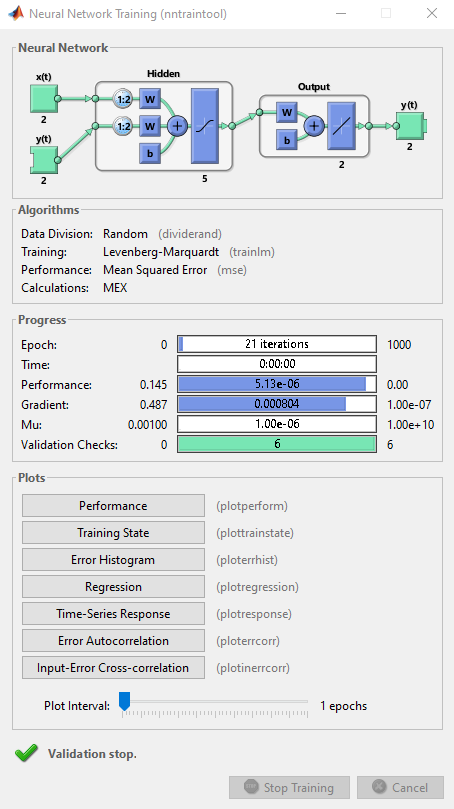 Neural Network Training (nntraintool)
Neural Network
Hidden
Output
x(t)
y(t)
1:2
W
W
2
b
y(t)
1:2
W
b
2
2
2
5
Algorithms
Data Division: Random (dividerand)
Training: Levenberg-Marquardt (trainlm)
Performance: Mean Squared Error (mse)
Calculations: MEX
Progress
Epoch: 0 21 iterations 1000
Time: 0:00:00
Performance: 0.145 5.13e-06 0.00
Gradient: 0.487 0.000804 1.00e-07
Mu: 0.00100 1.00e-06 1.00e+10
Validation Checks: 0 6 6
Plots
Performance (plotperform)
Training State (plottrainstate)
Error Histogram (ploterrhist)
Regression (plotregression)
Time-Series Response (plotresponse)
Error Autocorrelation (ploterrcorr)
Input-Error Cross-correlation (plotinerrcorr)
Plot Interval: 1 epochs
Validation stop.
Stop Training Cancel